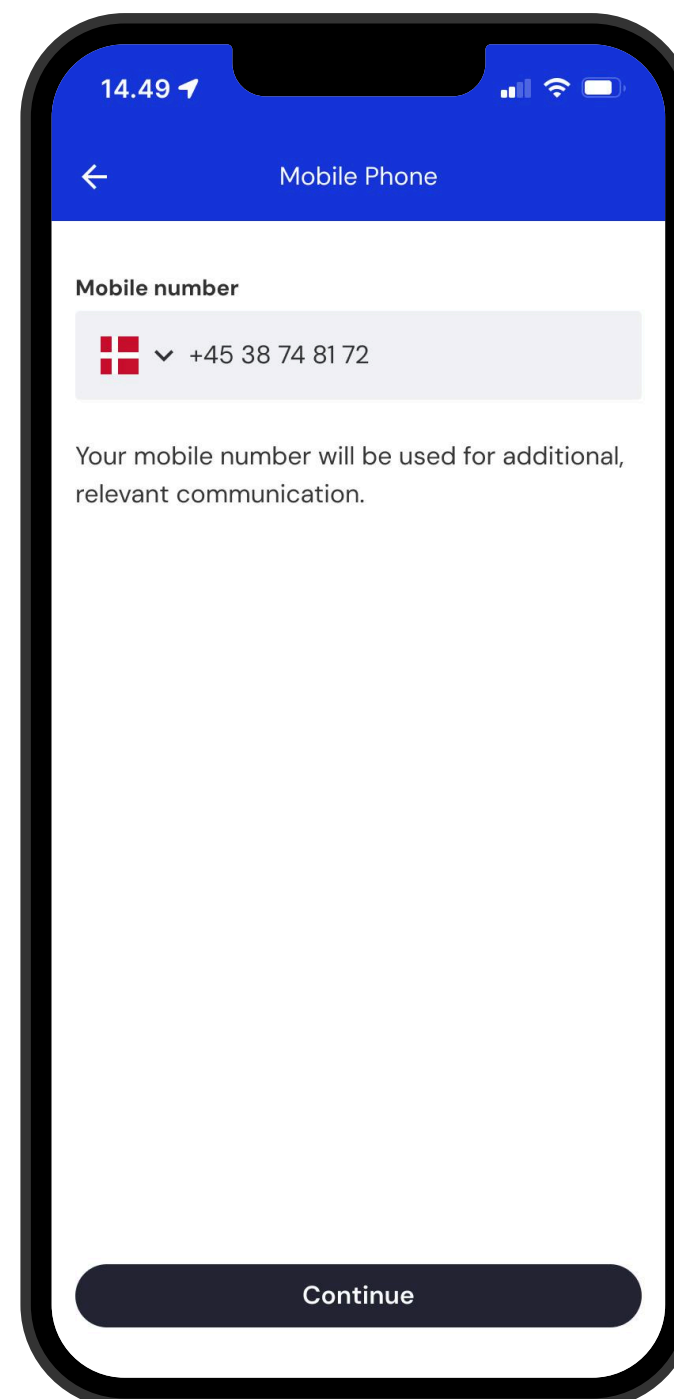 14.49
Mobile Phone
Mobile number
+45 38 74 81 72
Your mobile number will be used for additional,
relevant communication.
Continue